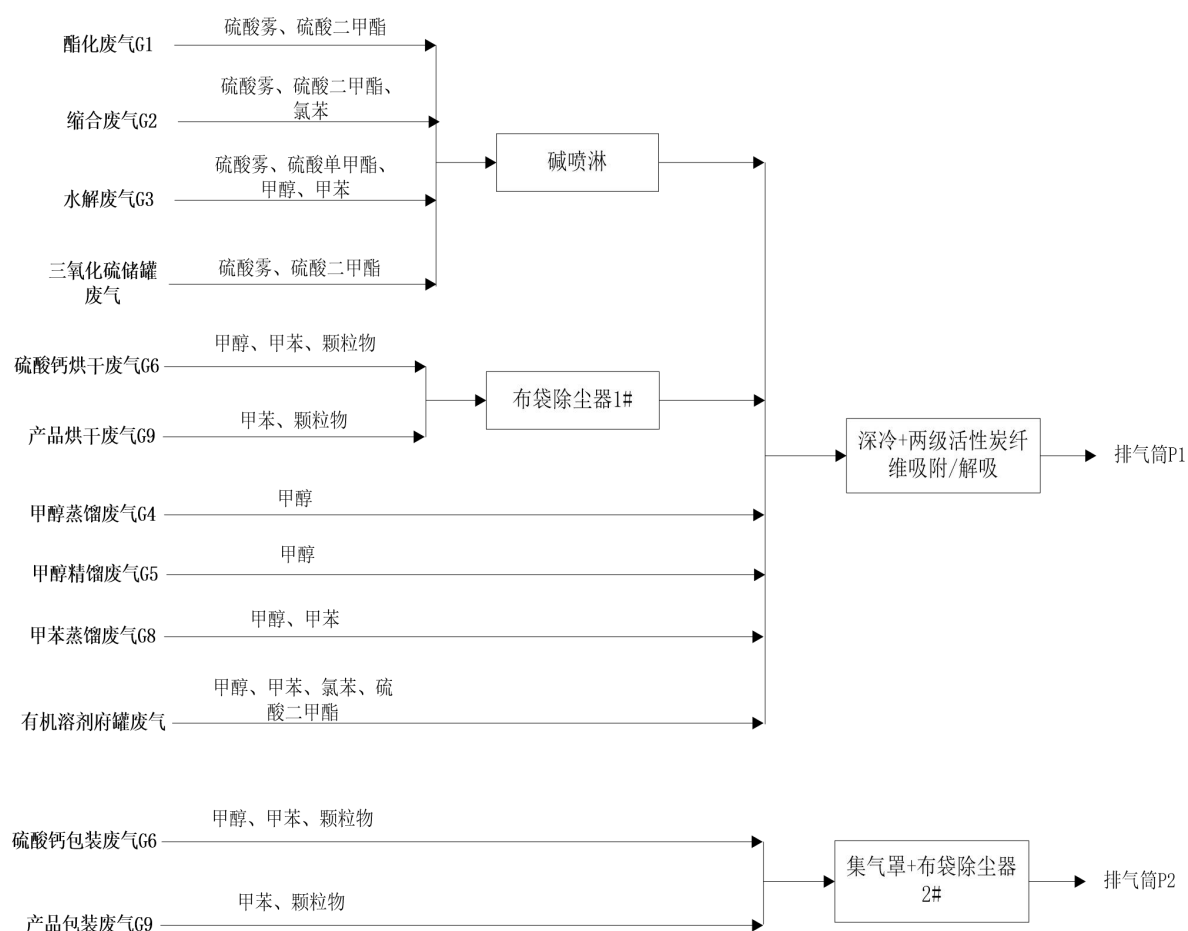 硫酸雾、硫酸二甲酯
酯化废气G1
硫酸雾、硫酸二甲酯、
氯苯
缩合废气G2
碱喷淋
硫酸雾、硫酸单甲酯、
甲醇、甲苯
水解废气G3
三氧化硫储罐
废气
硫酸雾、硫酸二甲酯
甲醇、甲苯、颗粒物
硫酸钙烘干废气G6
布袋除尘器1#
甲苯、颗粒物
产品烘干废气G9
深冷+两级活性炭纤
维吸附/解吸
排气筒P1
甲醇
甲醇蒸馏废气G4
甲醇
甲醇精馏废气G5
甲醇、甲苯
甲苯蒸馏废气G8
甲醇、甲苯、氯苯、硫
酸二甲酯
有机溶剂府罐废气
甲醇、甲苯、颗粒物
硫酸钙包装废气G6
集气罩+布袋除尘器
2#
排气筒P2
甲苯、颗粒物
产品包装废气G9